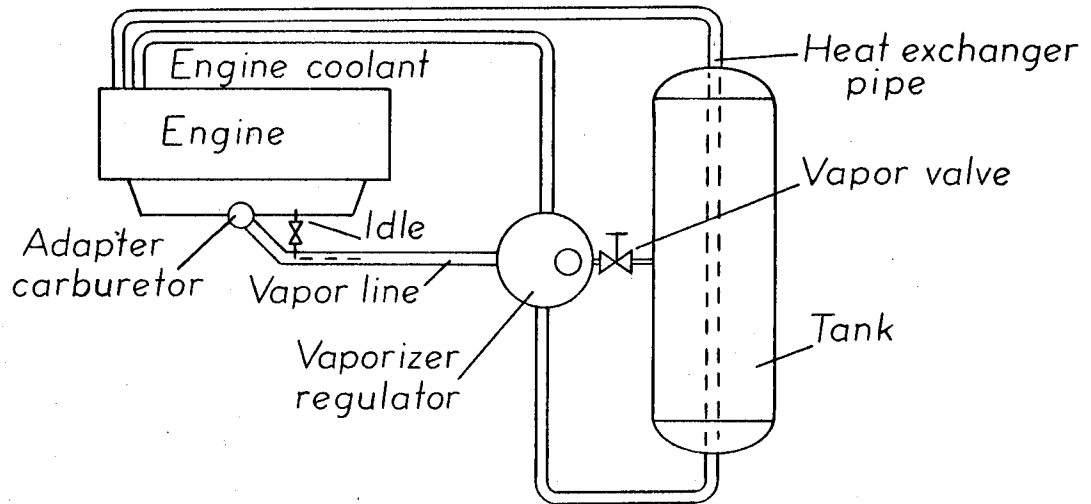 Engine coolant
Engine
Heat exchanger
pipe
Vapor valve
Idle
Adapter
carburetor
Vapor line
Tank
Vaporizer
regulator